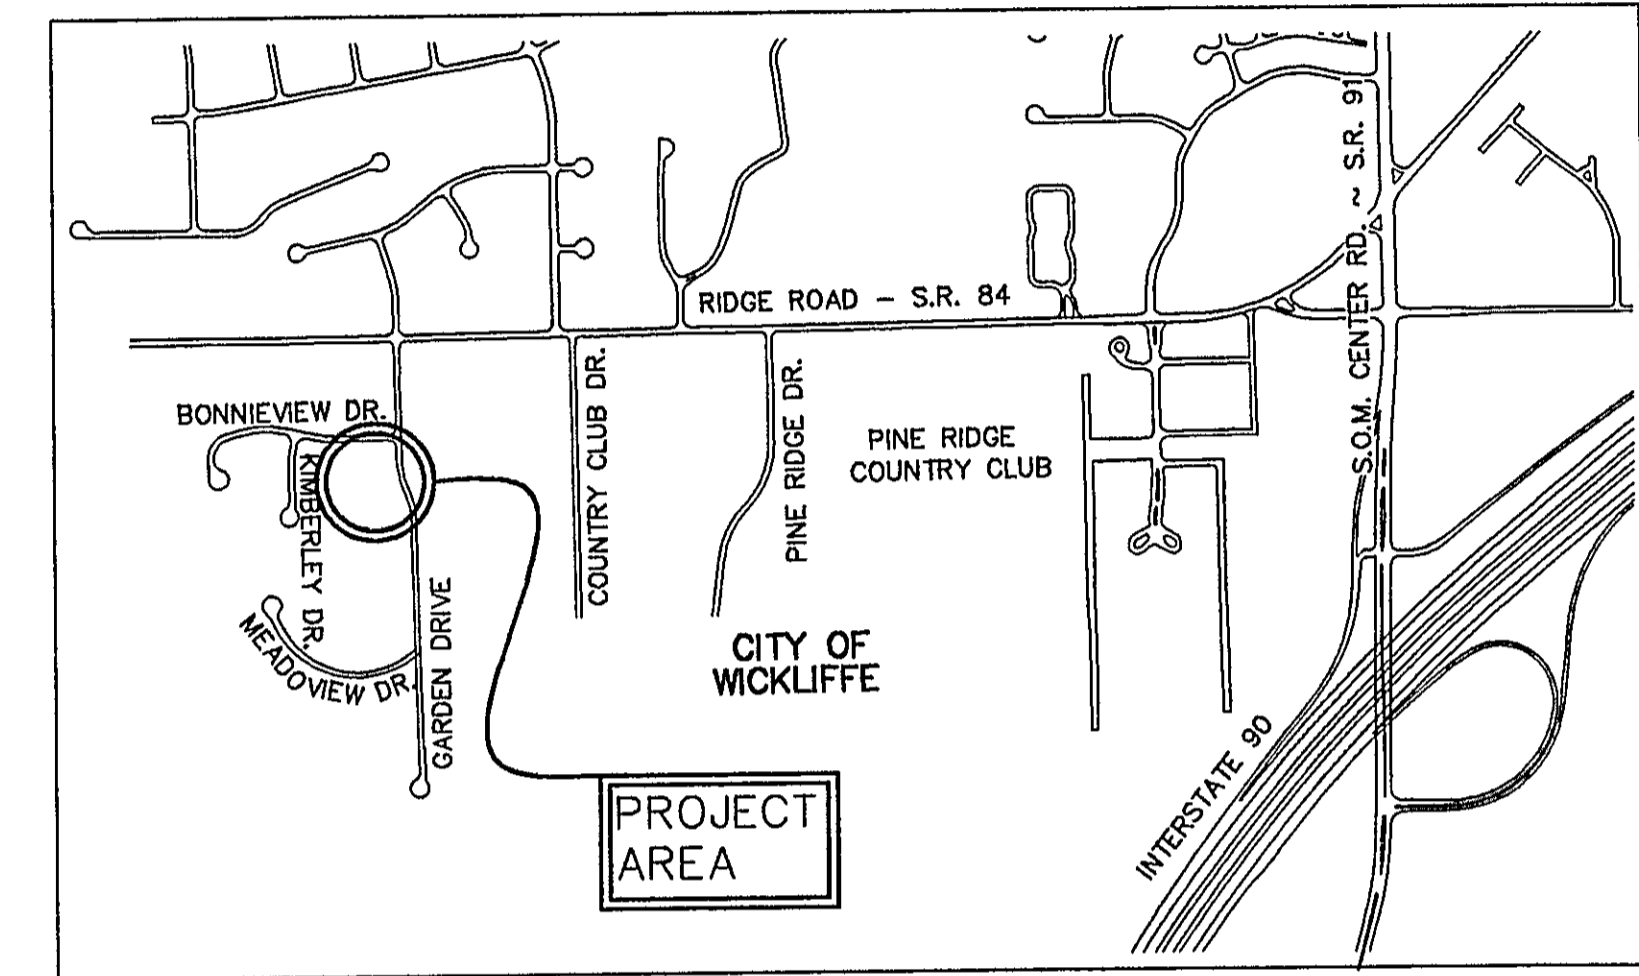 S.O.M. CENTER RD. ~ S.R. 91
RIDGE ROAD - S.R. 84
BONNIEVIEW DR.
KIMBERLEY DR.
COUNTRY CLUB DR.
PINE RIDGE DR.
PINE RIDGE
COUNTRY CLUB
MEADOVIEW DR.
GARDEN DRIVE
CITY OF
WICKLIFFE
INTERSTATE 90
PROJECT
AREA